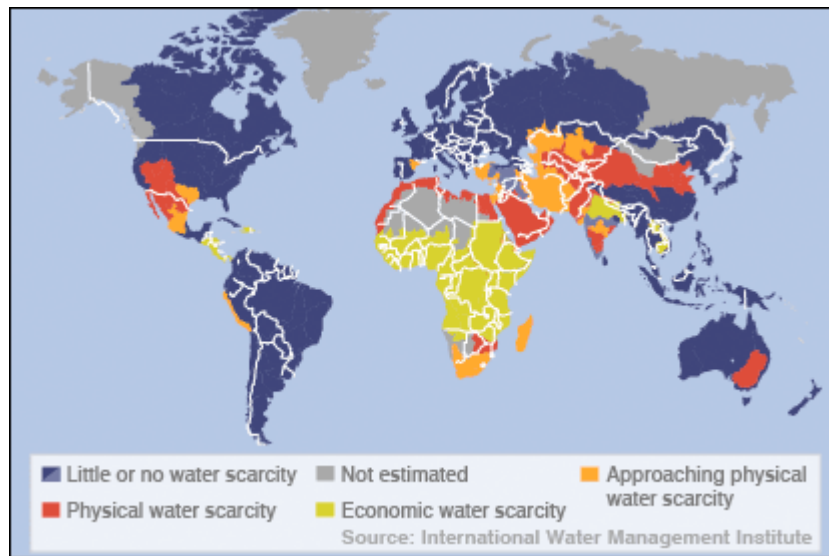 Little or no water scarcity
Not estimated
Approaching physical
water scarcity
Physical water scarcity
Economic water scarcity
Source: International Water Management Institute